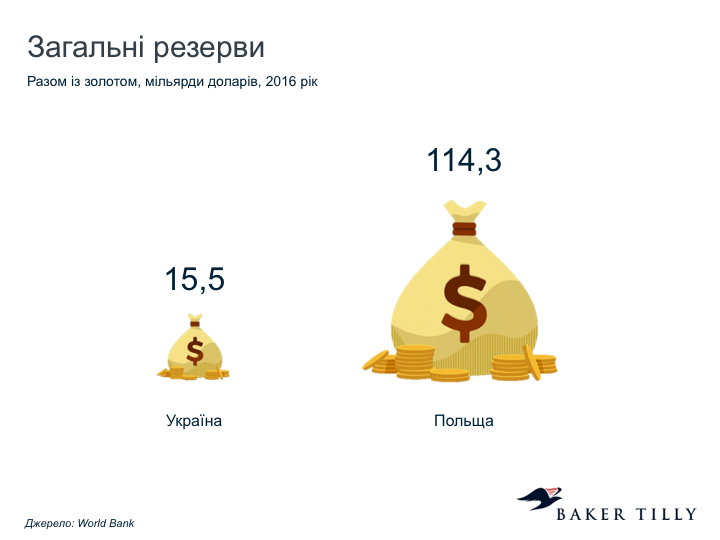 Загальні резерви
Разом із золотом, мільярди доларів, 2016 рік
114,3
15,5
$
$
Україна
Польща
BAKER TILLY
Джерело: World Bank